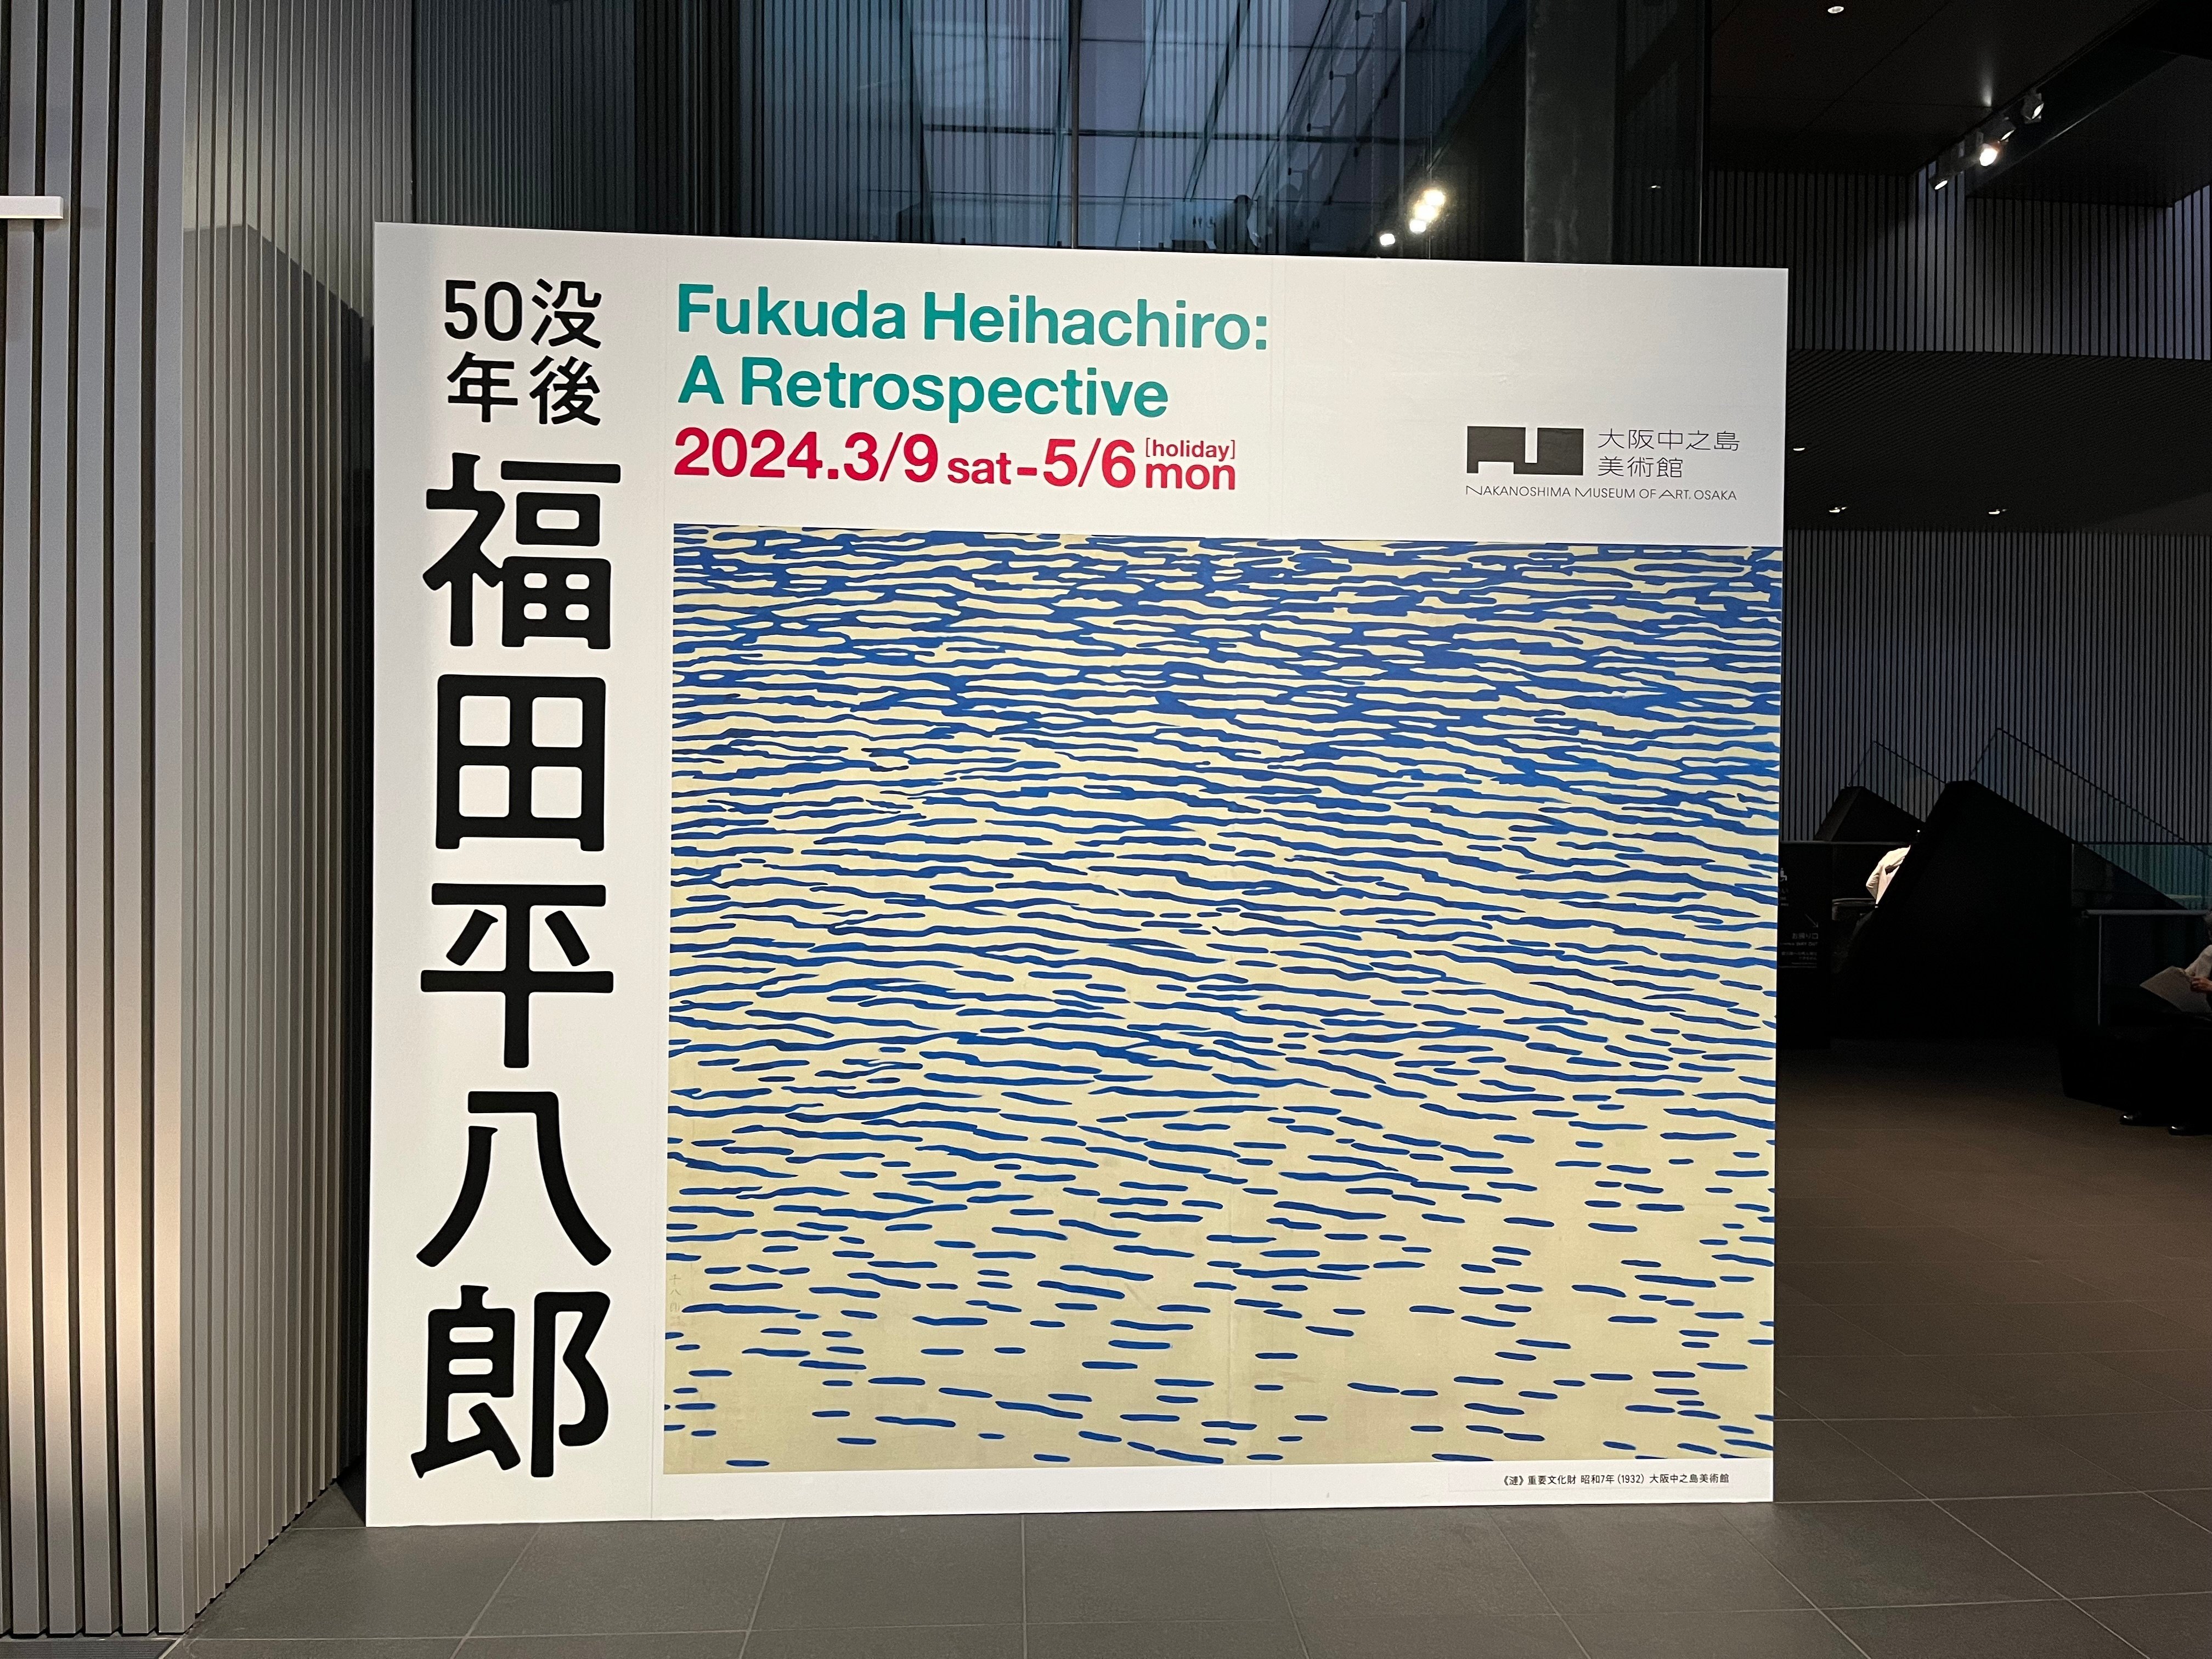 没後
50年
福田平八郎
Fukuda Heihachiro:
A Retrospective
2024.3/9 sat-5/6 [holiday] mon
大阪中之島
美術館
NAKANOSHIMA MUSEUM OF ART, OSAKA
《漣》 重要文化財 昭和7年(1932) 大阪中之島美術館